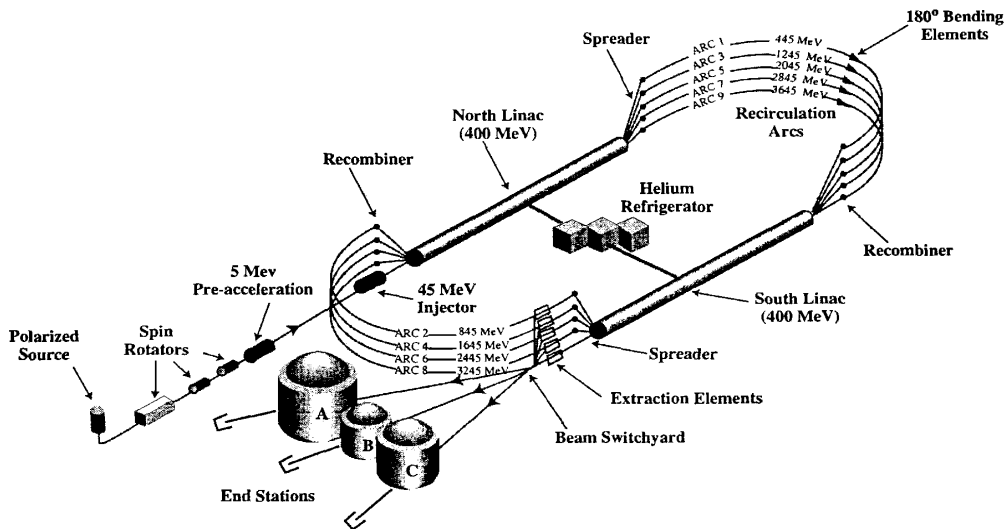 180° Bending
Elements
Spreader
ARC 1 445 MeV
ARC 3 1245 MeV
ARC 5 2045 MeV
ARC 7 2845 MeV
ARC 9 3645 MeV
Recirculation
Arcs
North Linac
(400 MeV)
Recombiner
Helium
Refrigerator
Recombiner
5 Mev
Pre-acceleration
45 MeV
Injector
South Linac
(400 MeV)
Polarized
Source
Spin
Rotators
ARC 2 845 MeV
ARC 4 1645 MeV
ARC 6 2445 MeV
ARC 8 3245 MeV
Spreader
Extraction Elements
Beam Switchyard
A
B
C
End Stations